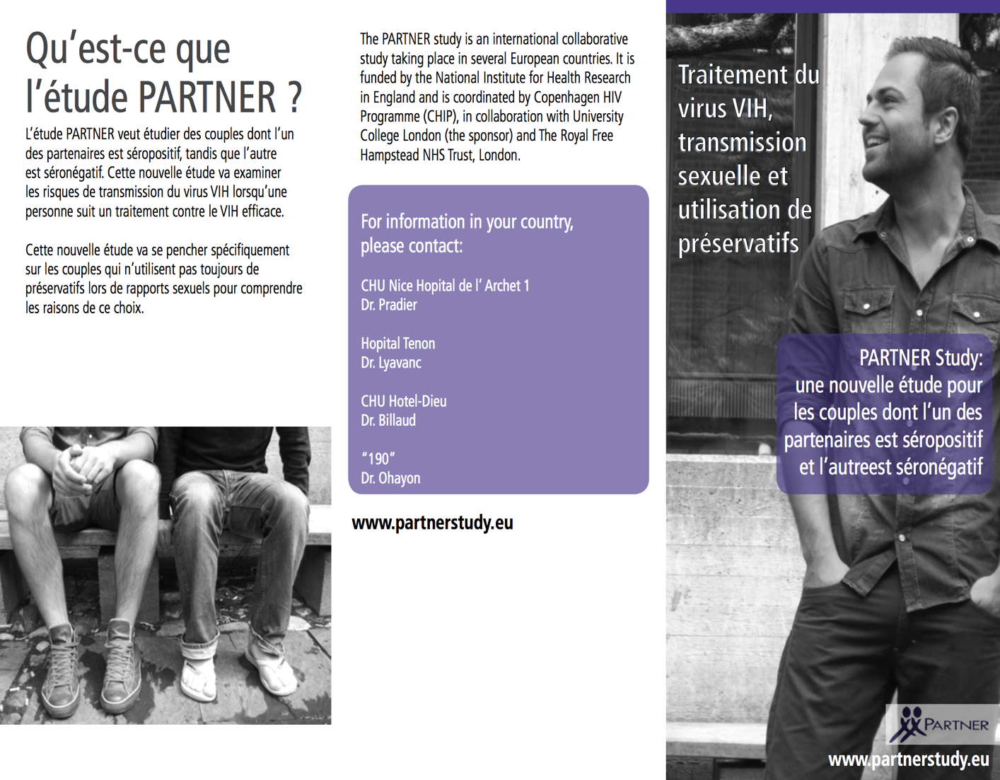 Qu’est-ce que
l’étude PARTNER ?
L’étude PARTNER veut étudier des couples dont l’un
des partenaires est séropositif, tandis que l’autre
est séronégatif. Cette nouvelle étude va examiner
les risques de transmission du virus VIH lorsqu’une
personne suit un traitement contre le VIH efficace.
Cette nouvelle étude va se pencher spécifiquement
sur les couples qui n’utilisent pas toujours de
préservatifs lors de rapports sexuels pour comprendre
les raisons de ce choix.
The PARTNER study is an international collaborative
study taking place in several European countries. It is
funded by the National Institute for Health Research
in England and is coordinated by Copenhagen HIV
Programme (CHIP), in collaboration with University
College London (the sponsor) and The Royal Free
Hampstead NHS Trust, London.
For information in your country,
please contact:
CHU Nice Hopital de l’ Archet 1
Dr. Pradier
Hopital Tenon
Dr. Lyavanc
CHU Hotel-Dieu
Dr. Billaud
“190”
Dr. Ohayon
www.partnerstudy.eu
Traitement du
virus VIH,
transmission
sexuelle et
utilisation de
préservatifs
PARTNER Study:
une nouvelle étude pour
les couples dont l’un des
partenaires est séropositif
et l’autreest séronégatif
PARTNER
www.partnerstudy.eu